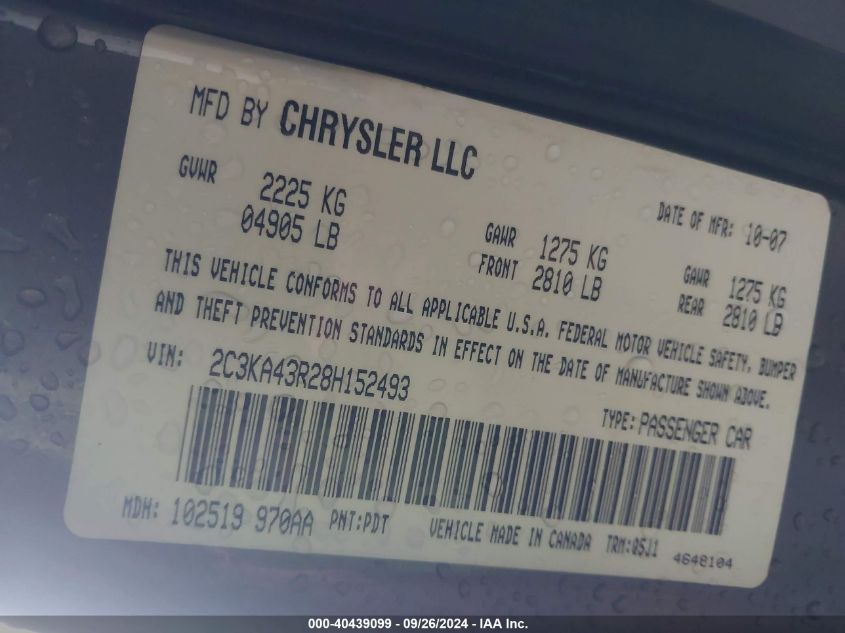 MFD BY CHRYSLER LLC
DATE OF MFR: 10-07
GVWR 2225 KG
04905 LB
GAWR FRONT 1275 KG
2810 LB
GAWR REAR 1275 KG
2810 LB
THIS VEHICLE CONFORMS TO ALL APPLICABLE U.S.A. FEDERAL MOTOR VEHICLE SAFETY, BUMPER
AND THEFT PREVENTION STANDARDS IN EFFECT ON THE DATE OF MANUFACTURE SHOWN ABOVE.
VIN: 2C3KA43R28H152493
TYPE: PASSENGER CAR
MDH: 102519 970AA PNT: PDT VEHICLE MADE IN CANADA TRM: QSJ1
4648104
000-40439099 - 09/26/2024 - IAA Inc.